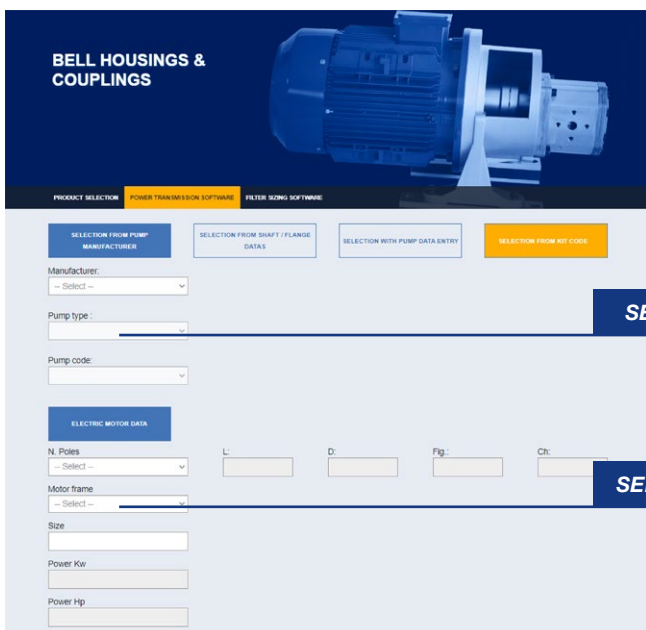 BELL HOUSINGS &
COUPLINGS
PRODUCT SELECTION POWER TRANSMISSION SOFTWARE FILTER SIZING SOFTWARE
SELECTION FROM PUMP
MANUFACTURER
SELECTION FROM SHAFT / FLANGE
DATAS
SELECTION WITH PUMP DATA ENTRY
SELECTION FROM KIT CODE
Manufacturer:
-- Select --
Pump type :
SE
Pump code:
ELECTRIC MOTOR DATA
N. Poles L: D: Fig.: Ch:
-- Select --
Motor frame
-- Select --
SE
Size
Power Kw
Power Hp